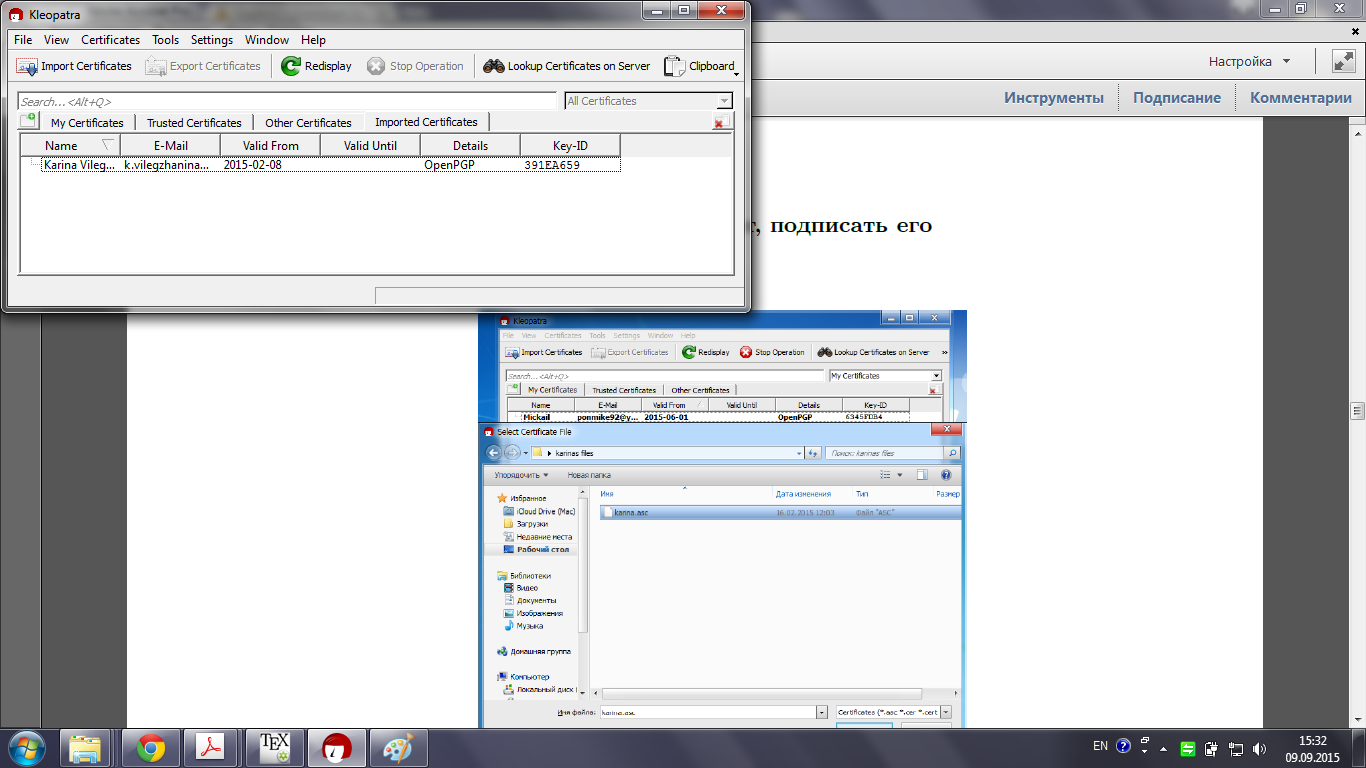 Kleopatra
File View Certificates Tools Settings Window Help
Import Certificates Export Certificates Redisplay Stop Operation Lookup Certificates on Server Clipboard
Search...<Alt+Q> All Certificates
My Certificates Trusted Certificates Other Certificates Imported Certificates
Name E-Mail Valid From Valid Until Details Key-ID
Karina Vileg... k.vilegzhanina... 2015-02-08 OpenPGP 391EA659
Настройка
Инструменты Подписание Комментарии
, подписать его
Kleopatra
File View Certificates Tools Settings Window Help
Import Certificates Export Certificates Redisplay Stop Operation Lookup Certificates on Server »
Search...<Alt+Q> My Certificates
My Certificates Trusted Certificates Other Certificates
Name E-Mail Valid From Valid Until Details Key-ID
Mickail ponmike92@y... 2015-06-01 OpenPGP
Select Certificate File
karinas files Поиск: karinas files
Упорядочить Новая папка
Имя Дата изменения Тип Размер
karina.asc 16.02.2015 12:03 Файл "ASC"
Избранное
iCloud Drive (Mac)
Загрузки
Недавние места
Рабочий стол
Библиотеки
Видео
Документы
Изображения
Музыка
Домашняя группа
Компьютер
Локальный диск
Имя файла: karina.asc Certificates (*.asc *.cer *.cert
TEX
EN 15:32
09.09.2015